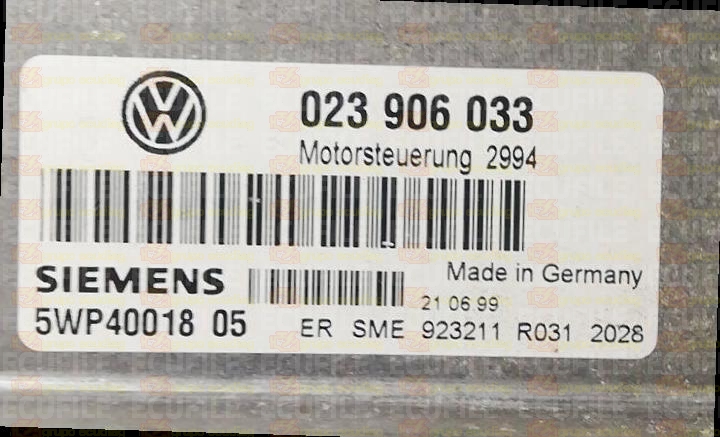 023 906 033
Motorsteuerung 2994
SIEMENS
Made in Germany
21 06 99
5WP40018 05
ER SME 923211 R031 2028